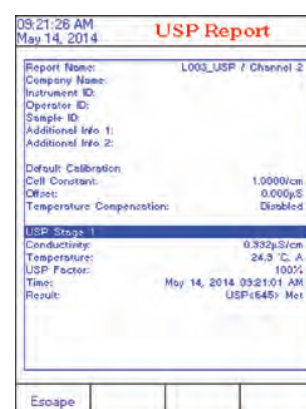 09:21:26 AM
May 14, 2014
USP Report
Report Name: L003_USP / Channel 2
Company Name:
Instrument ID:
Operator ID:
Sample ID:
Additional Info 1:
Additional Info 2:
Default Calibration
Cell Constant: 1.0000/cm
Offset: 0.000µS
Temperature Compensation: Disabled
USP Stage 1
Conductivity: 0.932µS/cm
Temperature: 24.9 °C, A
USP Factor: 100%
Time: May 14, 2014 09:21:01 AM
Result: USP<645> Met
Escape